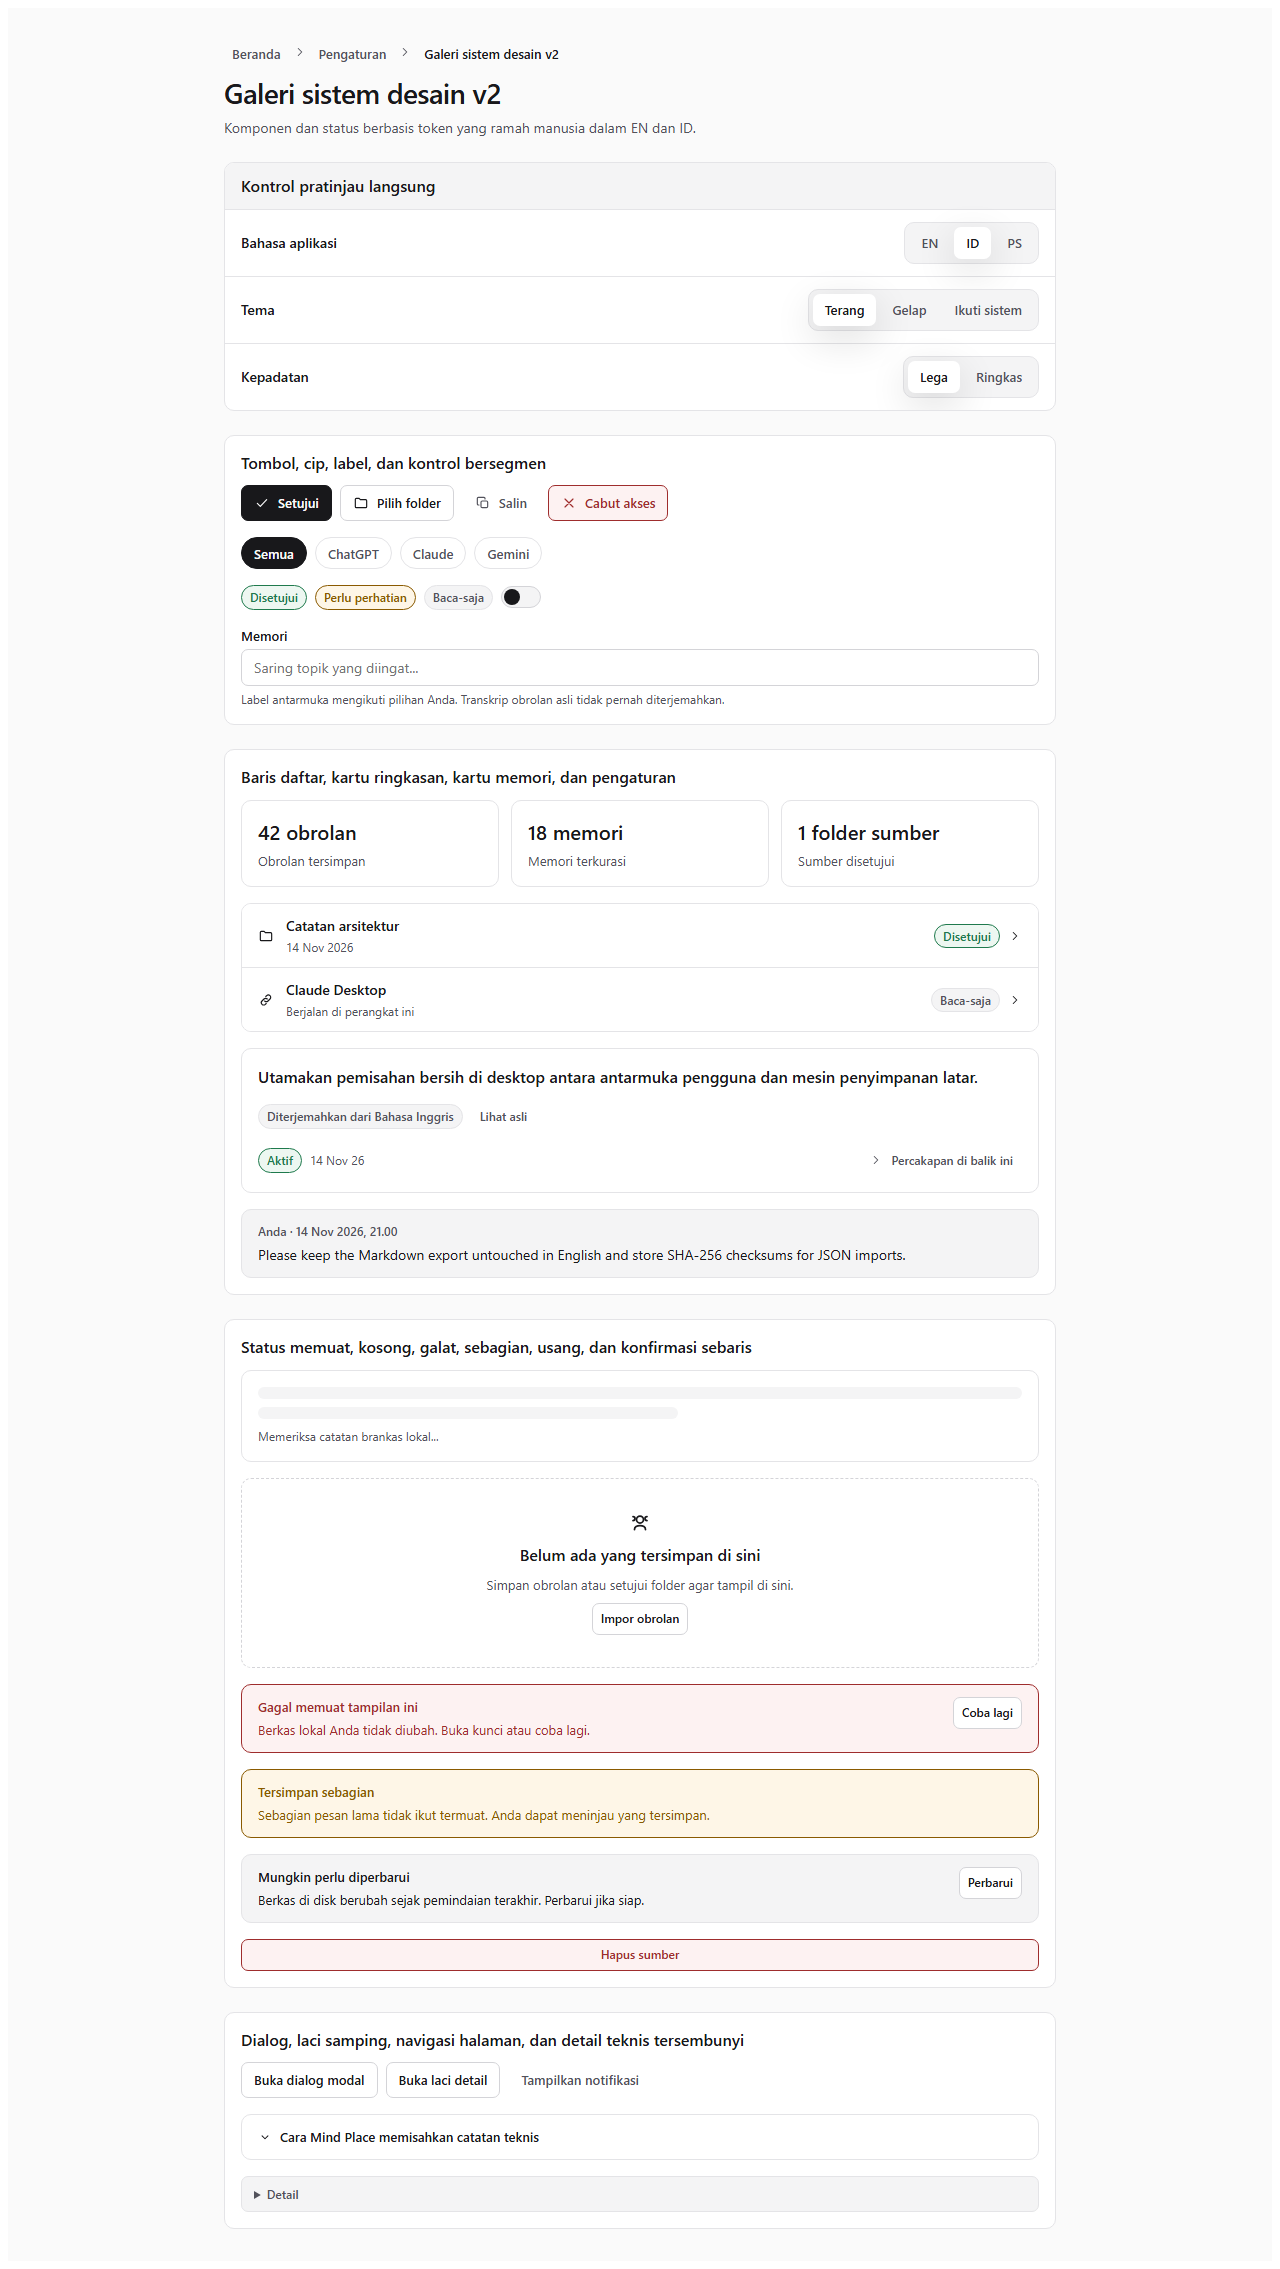 Beranda
Pengaturan
Galeri sistem desain v2
Galeri sistem desain v2
Komponen dan status berbasis token yang ramah manusia dalam EN dan ID.
Kontrol pratinjau langsung
Bahasa aplikasi
EN ID PS
Tema
Terang Gelap Ikuti sistem
Kepadatan
Lega Ringkas
Tombol, cip, label, dan kontrol bersegmen
Setujui Pilih folder Salin Cabut akses
Semua ChatGPT Claude Gemini
Disetujui Perlu perhatian Baca-saja
Memori
Saring topik yang diingat...
Label antarmuka mengikuti pilihan Anda. Transkrip obrolan asli tidak pernah diterjemahkan.
Baris daftar, kartu ringkasan, kartu memori, dan pengaturan
42 obrolan
Obrolan tersimpan
18 memori
Memori terkurasi
1 folder sumber
Sumber disetujui
Catatan arsitektur
14 Nov 2026
Disetujui
Claude Desktop
Berjalan di perangkat ini
Baca-saja
Utamakan pemisahan bersih di desktop antara antarmuka pengguna dan mesin penyimpanan latar.
Diterjemahkan dari Bahasa Inggris Lihat asli
Aktif 14 Nov 26 Percakapan di balik ini
Anda · 14 Nov 2026, 21.00
Please keep the Markdown export untouched in English and store SHA-256 checksums for JSON imports.
Status memuat, kosong, galat, sebagian, usang, dan konfirmasi sebaris
Memeriksa catatan brankas lokal...
Belum ada yang tersimpan di sini
Simpan obrolan atau setujui folder agar tampil di sini.
Impor obrolan
Gagal memuat tampilan ini
Berkas lokal Anda tidak diubah. Buka kunci atau coba lagi.
Coba lagi
Tersimpan sebagian
Sebagian pesan lama tidak ikut termuat. Anda dapat meninjau yang tersimpan.
Mungkin perlu diperbarui
Berkas di disk berubah sejak pemindaian terakhir. Perbarui jika siap.
Perbarui
Hapus sumber
Dialog, laci samping, navigasi halaman, dan detail teknis tersembunyi
Buka dialog modal Buka laci detail Tampilkan notifikasi
Cara Mind Place memisahkan catatan teknis
Detail